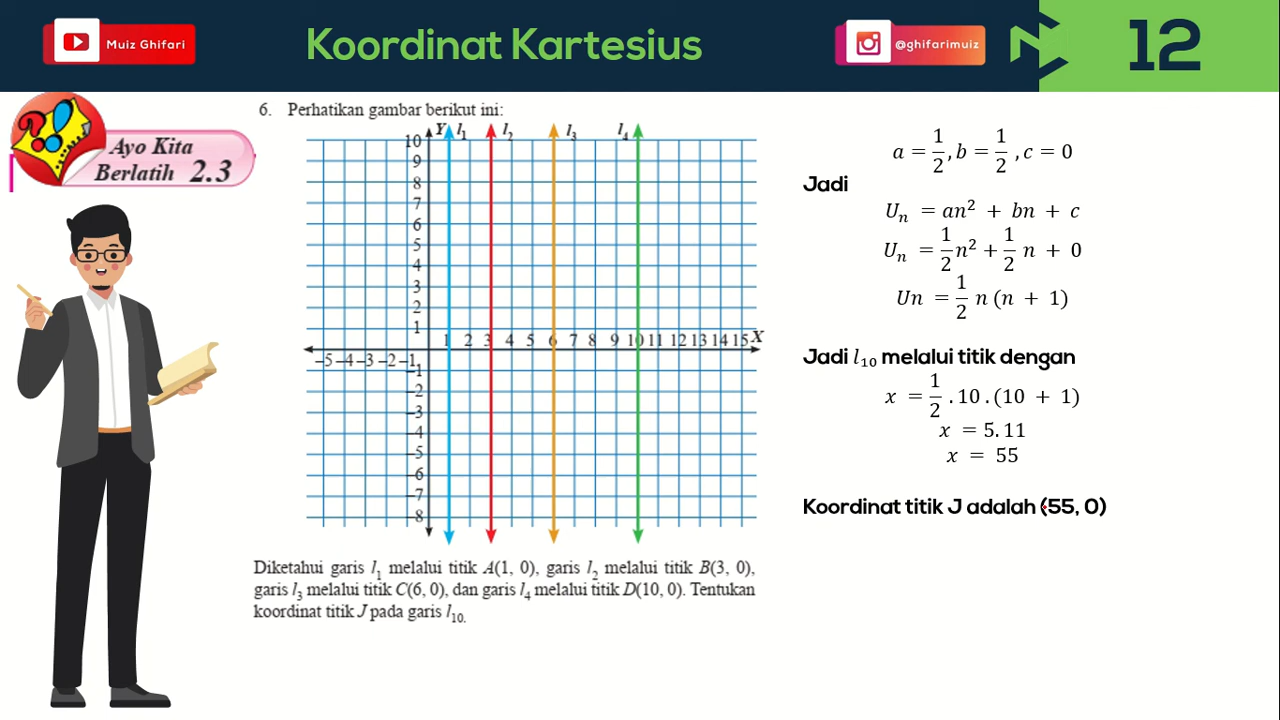 Muiz Ghifari
Koordinat Kartesius
@ghifarimuiz
12
?!
Ayo Kita
Berlatih 2.3
6. Perhatikan gambar berikut ini:
Y l₁ l₂ l₃ l₄
10
9
8
7
6
5
4
3
2
1
1 2 3 4 5 6 7 8 9 10 11 12 13 14 15 X
–5 –4 –3 –2 –1
–1
–2
–3
–4
–5
–6
–7
8
Diketahui garis l₁ melalui titik A(1, 0), garis l₂ melalui titik B(3, 0),
garis l₃ melalui titik C(6, 0), dan garis l₄ melalui titik D(10, 0). Tentukan
koordinat titik J pada garis l₁₀.
a = 1/2, b = 1/2 , c = 0
Jadi
Uₙ = an² + bn + c
Uₙ = 1/2 n² + 1/2 n + 0
Un = 1/2 n (n + 1)
Jadi l₁₀ melalui titik dengan
x = 1/2 . 10 . (10 + 1)
x = 5. 11
x = 55
Koordinat titik J adalah (55, 0)